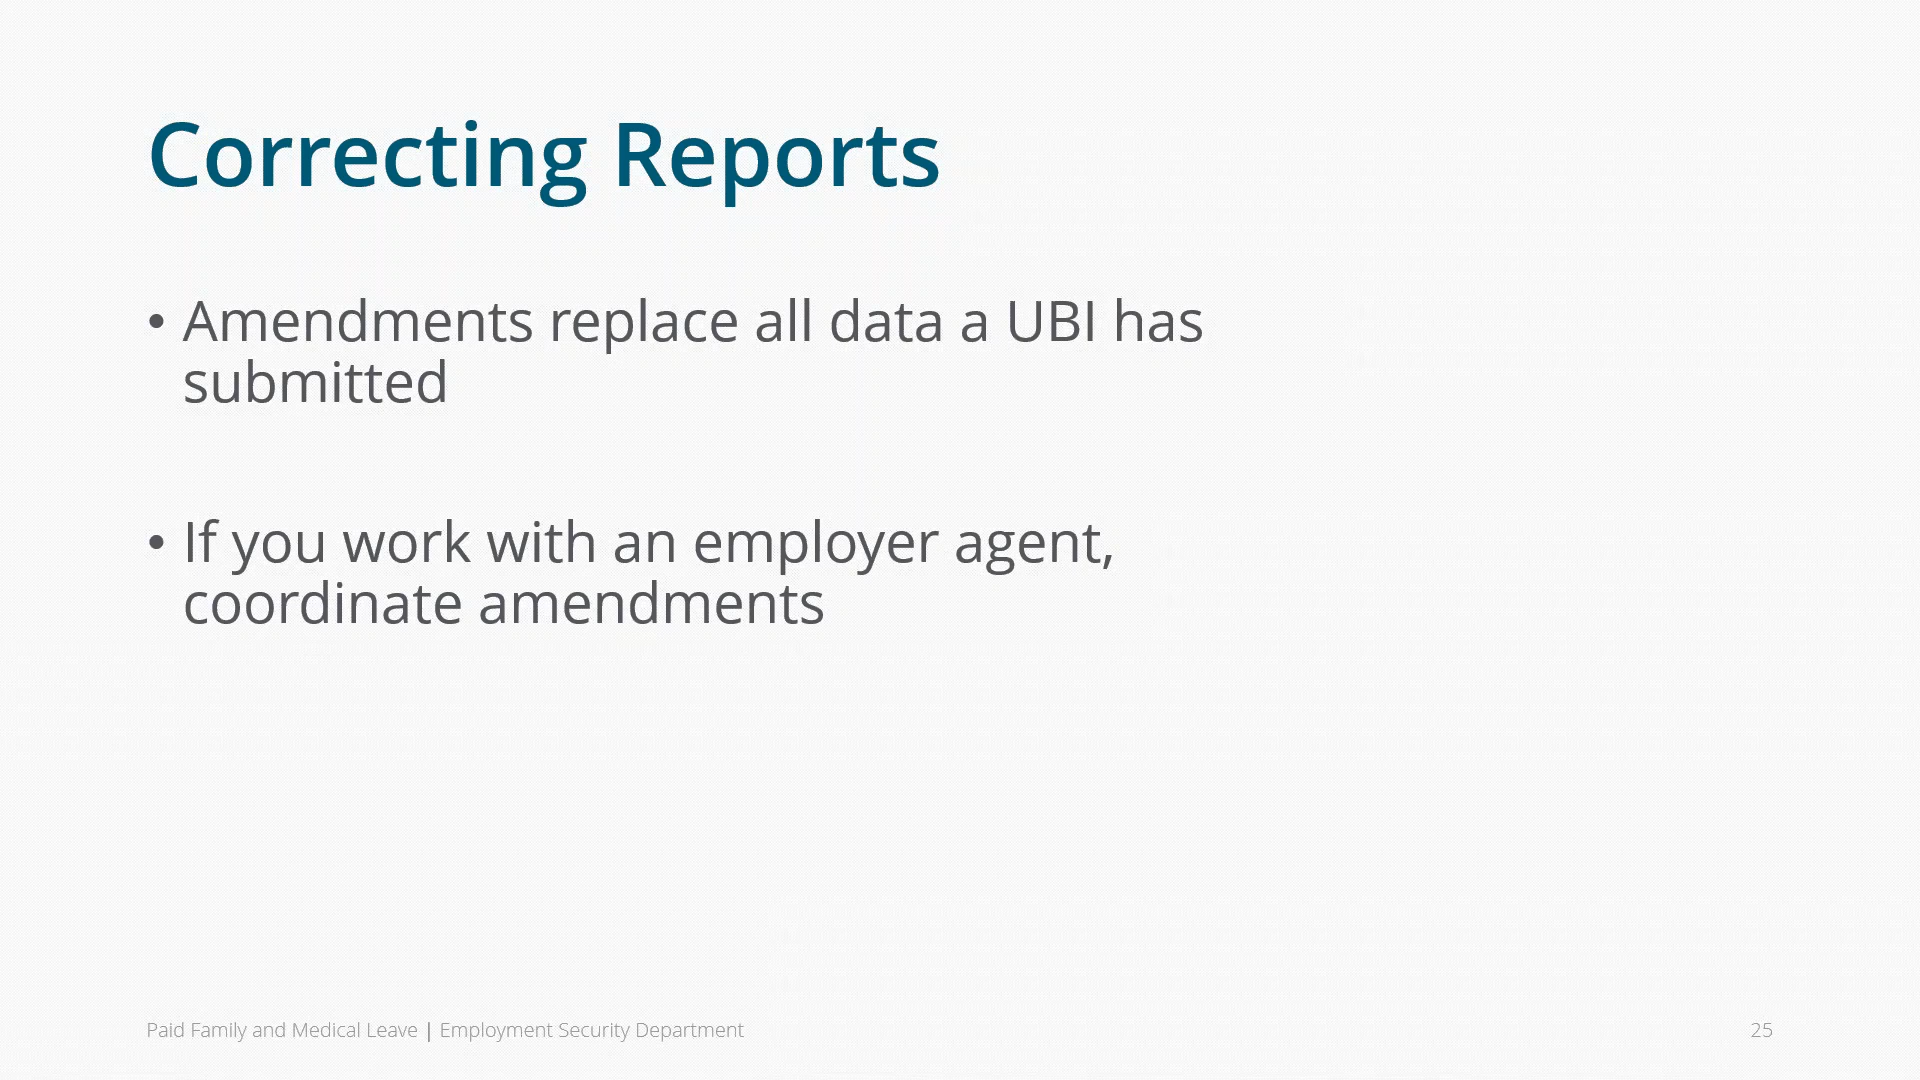 Correcting Reports
• Amendments replace all data a UBI has
submitted
• If you work with an employer agent,
coordinate amendments
Paid Family and Medical Leave | Employment Security Department
25